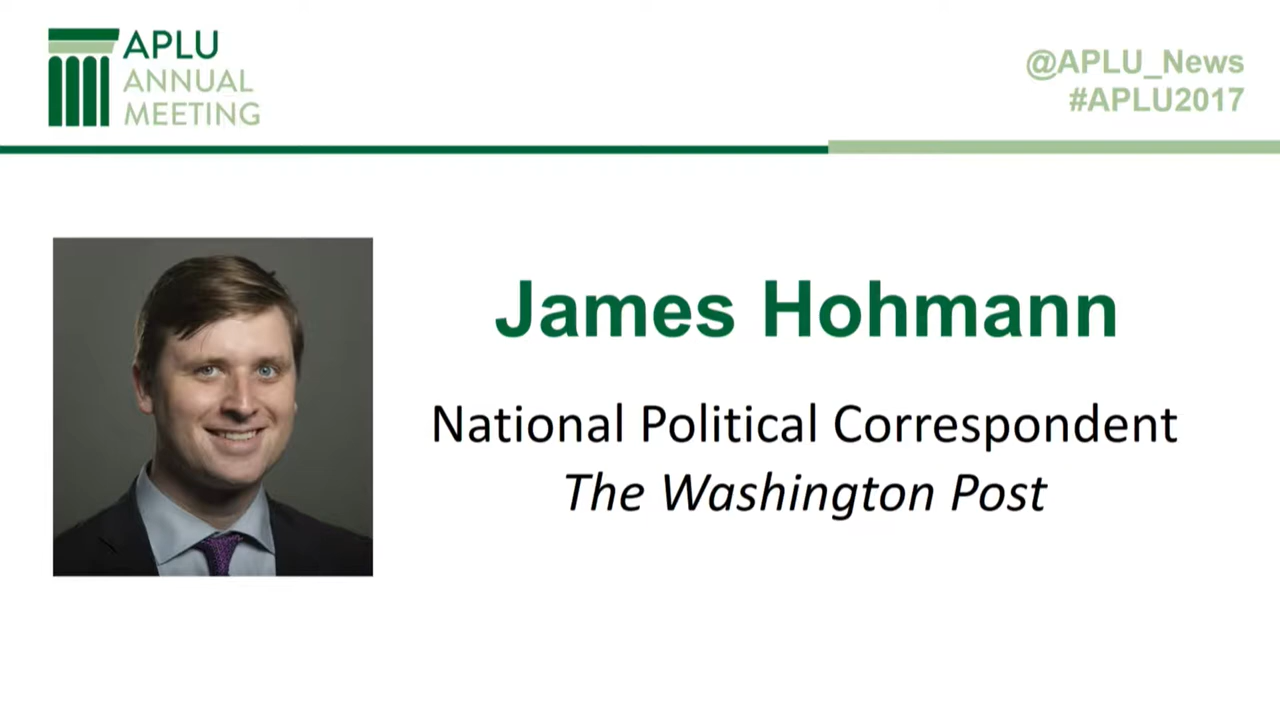 APLU
ANNUAL
MEETING
@APLU_News
#APLU2017
James Hohmann
National Political Correspondent
The Washington Post